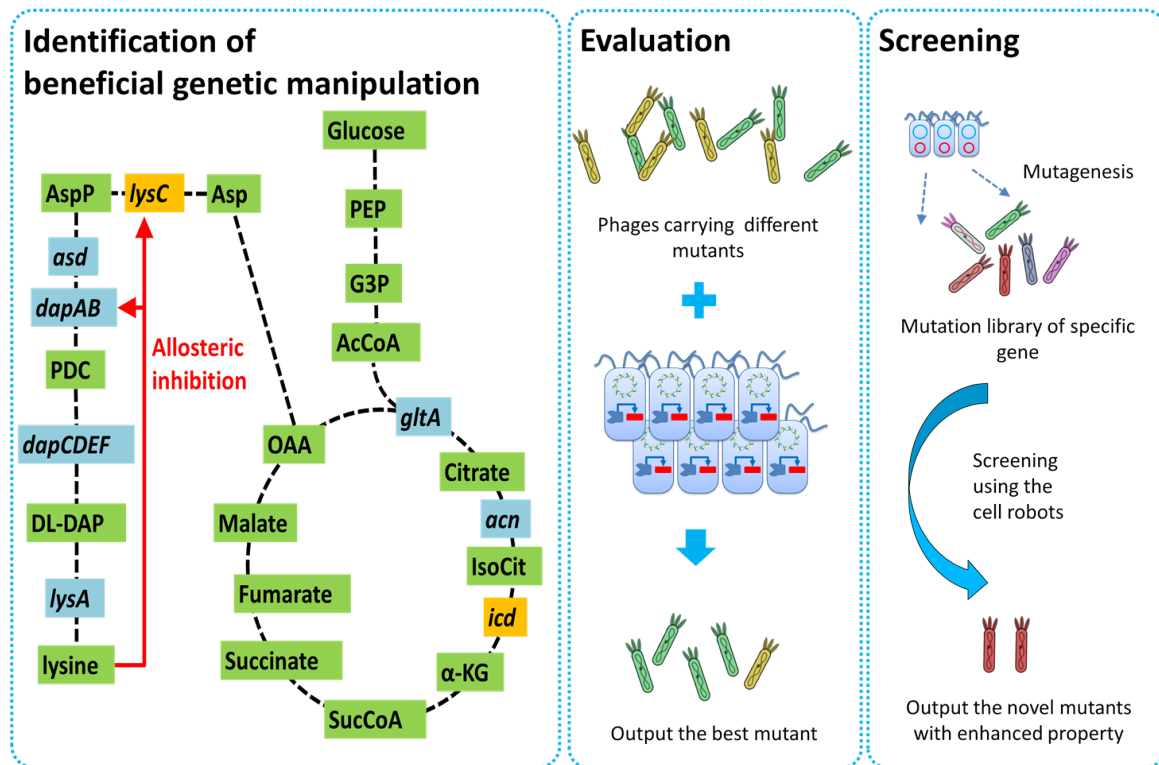 Identification of
beneficial genetic manipulation
Glucose
AspP
lysC
Asp
PEP
asd
G3P
dapAB
AcCoA
Allosteric
inhibition
PDC
gltA
dapCDEF
OAA
Citrate
DL-DAP
Malate
acn
IsoCit
lysA
Fumarate
icd
lysine
Succinate
α-KG
SucCoA
Evaluation
Phages carrying different
mutants
Output the best mutant
Screening
Mutagenesis
Mutation library of specific
gene
Screening
using the
cell robots
Output the novel mutants
with enhanced property